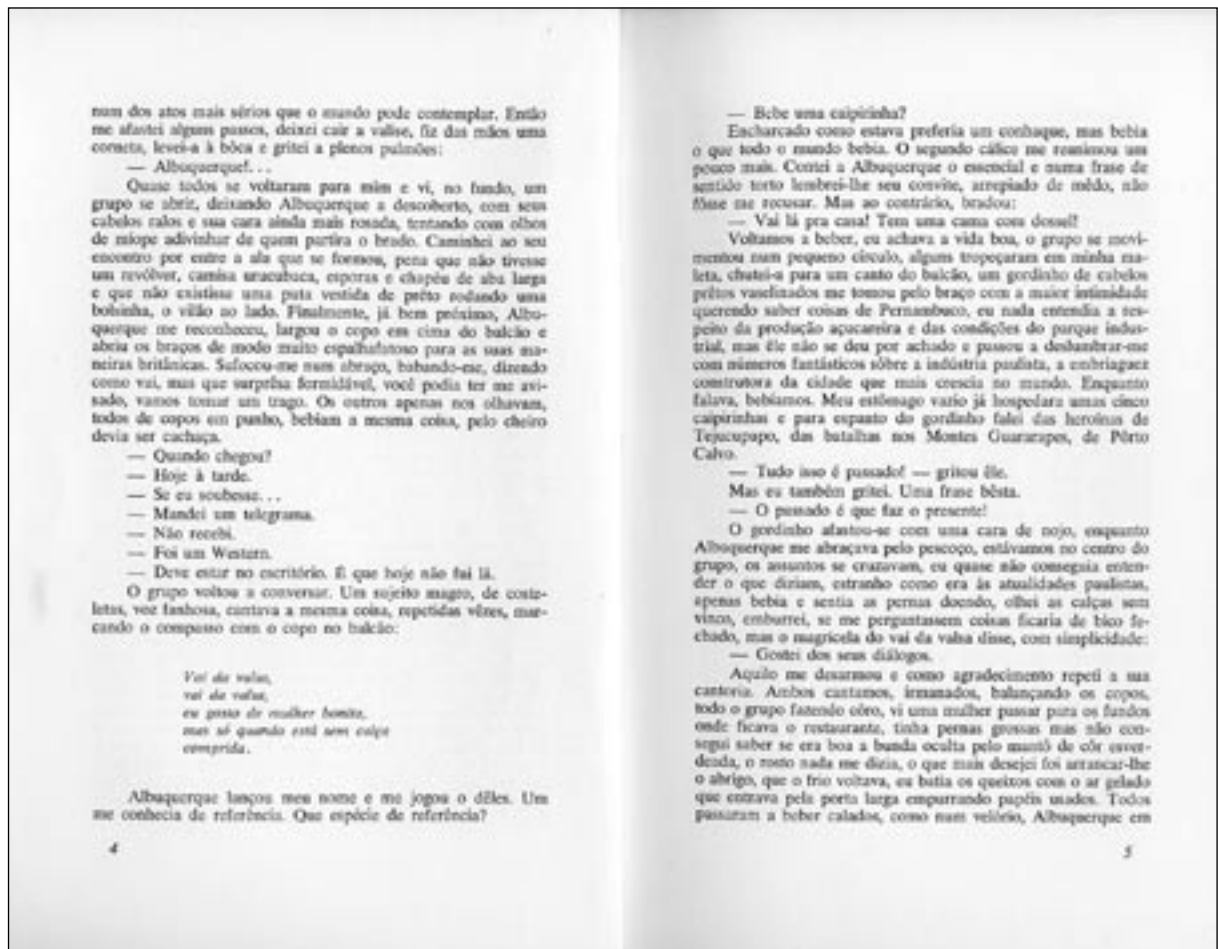 num dos atos mais sérios que o mundo pode contemplar. Então
me afastei alguns passos, deixei cair a valise, fiz das mãos uma
corneta, levei-a à bôca e gritei a plenos pulmões:
— Albuquerque!...
Quase todos se voltaram para mim e vi, no fundo, um
grupo se abrir, deixando Albuquerque a descoberto, com seus
cabelos ralos e sua cara ainda mais rosada, tentando com olhos
de míope adivinhar de quem partira o brado. Caminhei ao seu
encontro por entre a ala que se formou, pena que não tivesse
um revólver, camisa uracubaca, esporas e chapéu de aba larga
e que não existisse uma puta vestida de prêto rodando uma
bolsinha, o vilão ao lado. Finalmente, já bem próximo, Albu-
querque me reconheceu, largou o copo em cima do balcão e
abriu os braços de modo muito espalhafatoso para as suas ma-
neiras britânicas. Sufocou-me num abraço, babando-me, dizendo
como vai, mas que surprêsa formidável, você podia ter me avi-
sado, vamos tomar um trago. Os outros apenas nos olhavam,
todos de copos em punho, bebiam a mesma coisa, pelo cheiro
devia ser cachaça.
— Quando chegou?
— Hoje à tarde.
— Se eu soubesse...
— Mandei um telegrama.
— Não recebi.
— Foi um Western.
— Deve estar no escritório. É que hoje não fui lá.
O grupo voltou a conversar. Um sujeito magro, de coste-
letas, voz fanhosa, cantava a mesma coisa, repetidas vêzes, mar-
cando o compasso com o copo no balcão:
Vai da valsa,
vai da valsa,
eu gosto de mulher bonita,
mas só quando está sem calça
comprida.
Albuquerque lançou meu nome e me jogou o dêles. Um
me conhecia de referência. Que espécie de referência?
4
— Bebe uma caipirinha?
Encharcado como estava preferia um conhaque, mas bebia
o que todo o mundo bebia. O segundo cálice me reanimou um
pouco mais. Contei a Albuquerque o essencial e numa frase de
sentido torto lembrei-lhe seu convite, arrepiado de mêdo, não
fôsse me recusar. Mas ao contrário, bradou:
— Vai lá pra casa! Tem uma cama com dossel!
Voltamos a beber, eu achava a vida boa, o grupo se movi-
mentou num pequeno círculo, alguns tropeçaram em minha ma-
leta, chutei-a para um canto do balcão, um gordinho de cabelos
prêtos vaselinados me tomou pelo braço com a maior intimidade
querendo saber coisas de Pernambuco, eu nada entendia a res-
peito da produção açucareira e das condições do parque indus-
trial, mas êle não se deu por achado e passou a deslumbrar-me
com números fantásticos sôbre a indústria paulista, a embriaguez
construtora da cidade que mais crescia no mundo. Enquanto
falava, bebíamos. Meu estômago vazio já hospedara umas cinco
caipirinhas e para espanto do gordinho falei das heroínas de
Tejucupapo, das batalhas nos Montes Guararapes, de Pôrto
Calvo.
— Tudo isso é passado! — gritou êle.
Mas eu também gritei. Uma frase bêsta.
— O passado é que faz o presente!
O gordinho afastou-se com uma cara de nojo, enquanto
Albuquerque me abraçava pelo pescoço, estávamos no centro do
grupo, os assuntos se cruzavam, eu quase não conseguia enten-
der o que diziam, estranho como era às atualidades paulistas,
apenas bebia e sentia as pernas doendo, olhei as calças sem
vinco, emburrei, se me perguntassem coisas ficaria de bico fe-
chado, mas o magricela do vai da valsa disse, com simplicidade:
— Gostei dos seus diálogos.
Aquilo me desarmou e como agradecimento repeti a sua
cantoria. Ambos cantamos, irmanados, balançando os copos,
todo o grupo fazendo côro, vi uma mulher passar para os fundos
onde ficava o restaurante, tinha pernas grossas mas não con-
segui saber se era boa a bunda oculta pelo mantô de côr esver-
deada, o rosto nada me dizia, o que mais desejei foi arrancar-lhe
o abrigo, que o frio voltava, eu batia os queixos com o ar gelado
que entrava pela porta larga empurrando papéis usados. Todos
passaram a beber calados, como num velório, Albuquerque em
5